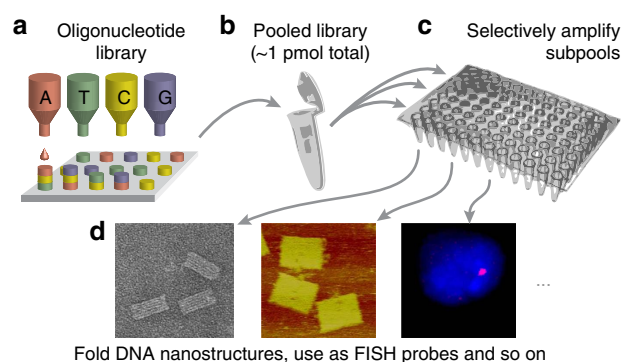 a
Oligonucleotide
library
A T C G
b
Pooled library
(~1 pmol total)
c
Selectively amplify
subpools
d
...
Fold DNA nanostructures, use as FISH probes and so on